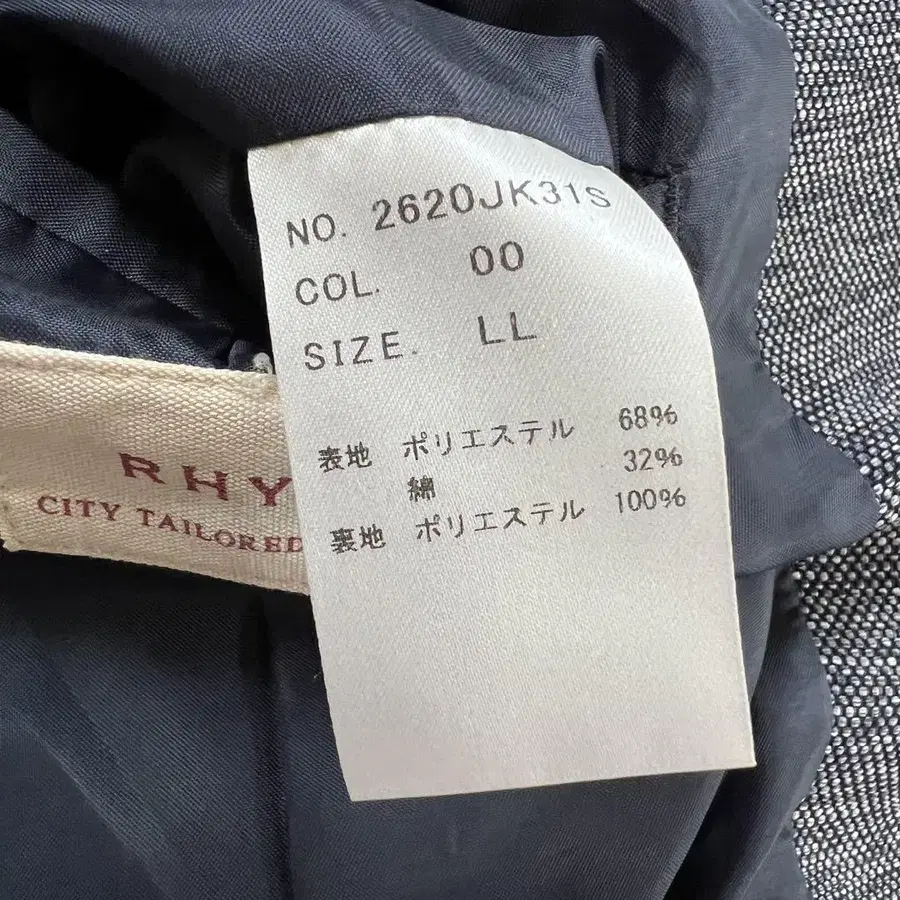 NO. 2620JK31S
COL. 00
SIZE. LL
表地 ポリエステル 68%
綿 32%
裏地 ポリエステル 100%
RHY
CITY TAILORED